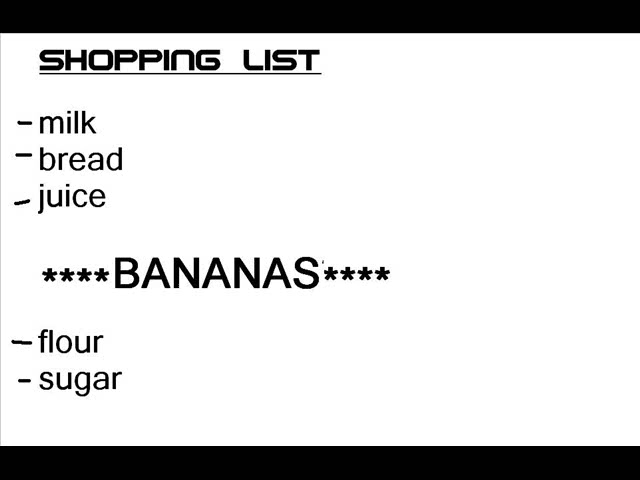 SHOPPING LIST
- milk
- bread
- juice
****BANANAS****
- flour
- sugar